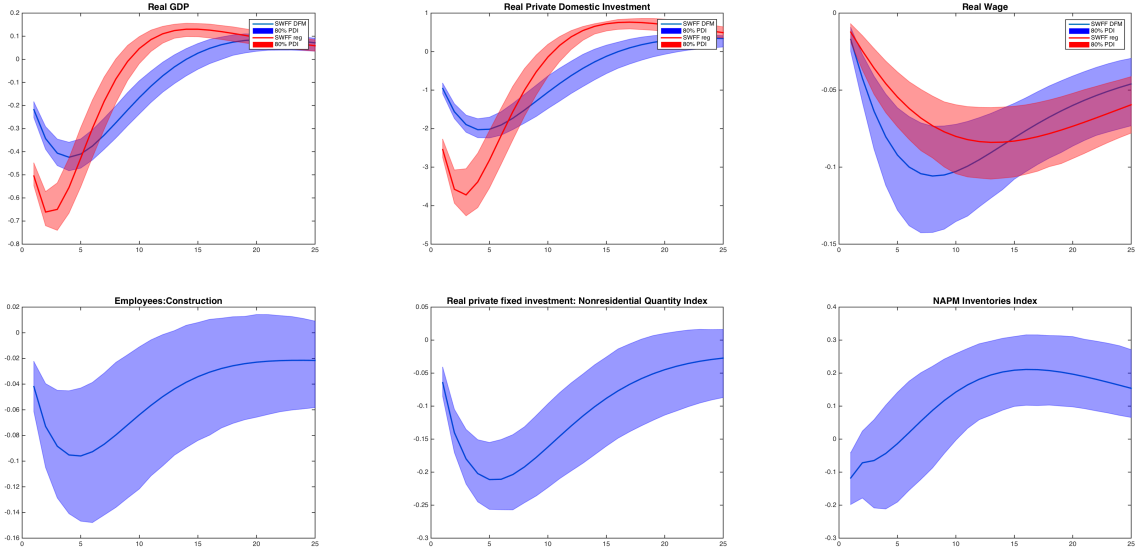 Real GDP
0.2
0.1
0
-0.1
-0.2
-0.3
-0.4
-0.5
-0.6
-0.7
-0.8
0 5 10 15 20 25
SWFF DFM
80% PDI
SWFF reg
80% PDI
Real Private Domestic Investment
1
0
-1
-2
-3
-4
-5
0 5 10 15 20 25
SWFF DFM
80% PDI
SWFF reg
80% PDI
Real Wage
0
-0.05
-0.1
-0.15
0 5 10 15 20 25
SWFF DFM
80% PDI
SWFF reg
80% PDI
Employees:Construction
0.02
0
-0.02
-0.04
-0.06
-0.08
-0.1
-0.12
-0.14
-0.16
0 5 10 15 20 25
Real private fixed investment: Nonresidential Quantity Index
0.05
0
-0.05
-0.1
-0.15
-0.2
-0.25
-0.3
0 5 10 15 20 25
NAPM Inventories Index
0.4
0.3
0.2
0.1
0
-0.1
-0.2
-0.3
0 5 10 15 20 25